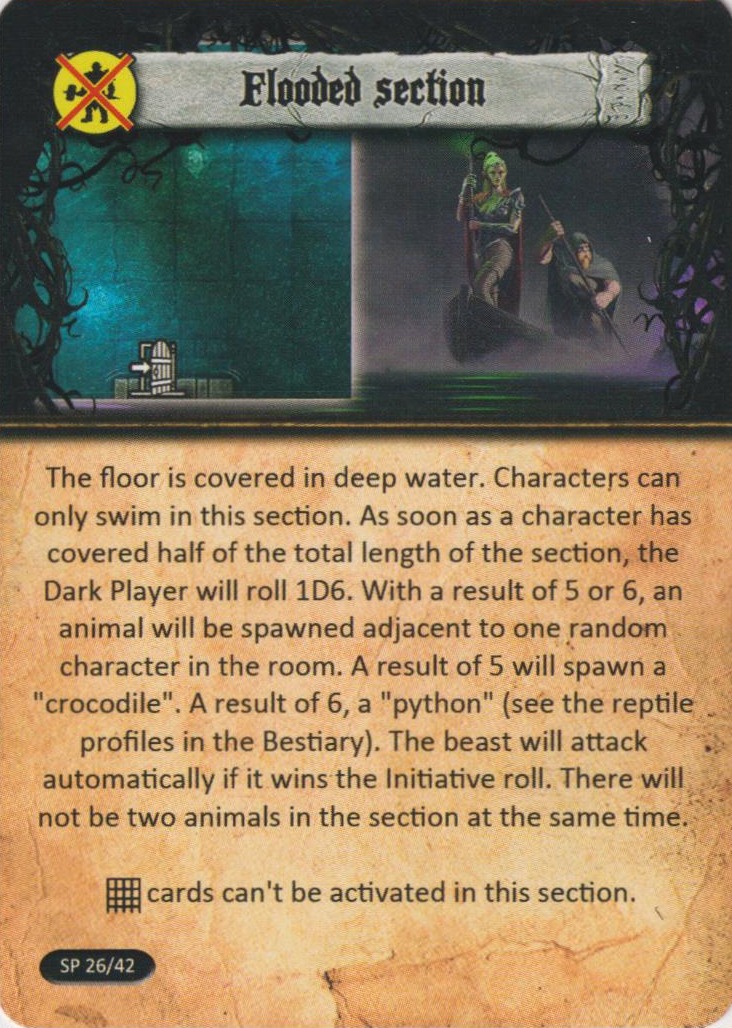 Flooded section
The floor is covered in deep water. Characters can
only swim in this section. As soon as a character has
covered half of the total length of the section, the
Dark Player will roll 1D6. With a result of 5 or 6, an
animal will be spawned adjacent to one random
character in the room. A result of 5 will spawn a
"crocodile". A result of 6, a "python" (see the reptile
profiles in the Bestiary). The beast will attack
automatically if it wins the Initiative roll. There will
not be two animals in the section at the same time.
cards can't be activated in this section.
SP 26/42